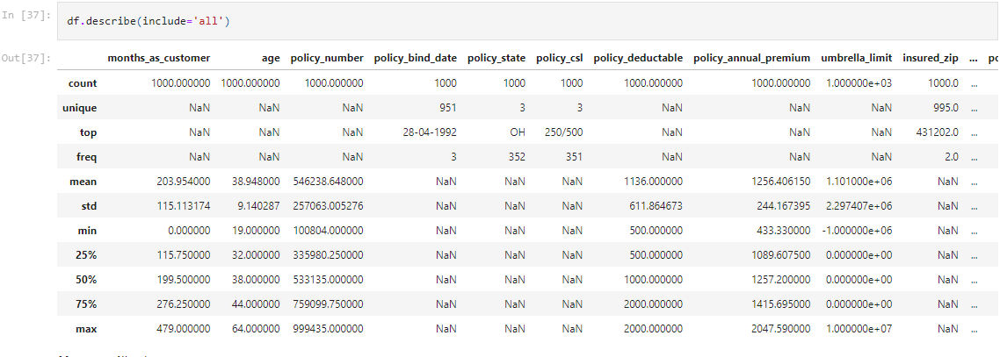 In [37]: df.describe(include='all')
Out[37]:
months_as_customer age policy_number policy_bind_date policy_state policy_csl policy_deductable policy_annual_premium umbrella_limit insured_zip ... po
count 1000.000000 1000.000000 1000.000000 1000 1000 1000 1000.000000 1000.000000 1.000000e+03 1000.0 ...
unique NaN NaN NaN 951 3 3 NaN NaN NaN 995.0 ...
top NaN NaN NaN 28-04-1992 OH 250/500 NaN NaN NaN 431202.0 ...
freq NaN NaN NaN 3 352 351 NaN NaN NaN 2.0 ...
mean 203.954000 38.948000 546238.648000 NaN NaN NaN 1136.000000 1256.406150 1.101000e+06 NaN ...
std 115.113174 9.140287 257063.005276 NaN NaN NaN 611.864673 244.167395 2.297407e+06 NaN ...
min 0.000000 19.000000 100804.000000 NaN NaN NaN 500.000000 433.330000 -1.000000e+06 NaN ...
25% 115.750000 32.000000 335980.250000 NaN NaN NaN 500.000000 1089.607500 0.000000e+00 NaN ...
50% 199.500000 38.000000 533135.000000 NaN NaN NaN 1000.000000 1257.200000 0.000000e+00 NaN ...
75% 276.250000 44.000000 759099.750000 NaN NaN NaN 2000.000000 1415.695000 0.000000e+00 NaN ...
max 479.000000 64.000000 999435.000000 NaN NaN NaN 2000.000000 2047.590000 1.000000e+07 NaN ...